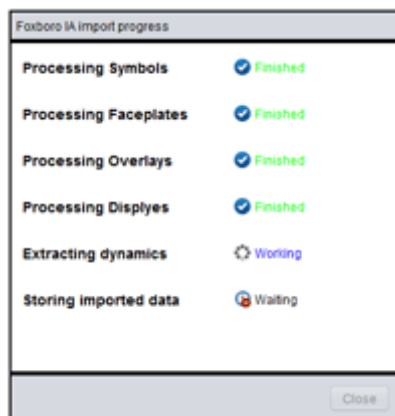 Foxboro IA import progress
Processing Symbols Finished
Processing Faceplates Finished
Processing Overlays Finished
Processing Displyes Finished
Extracting dynamics Working
Storing imported data Waiting
Close